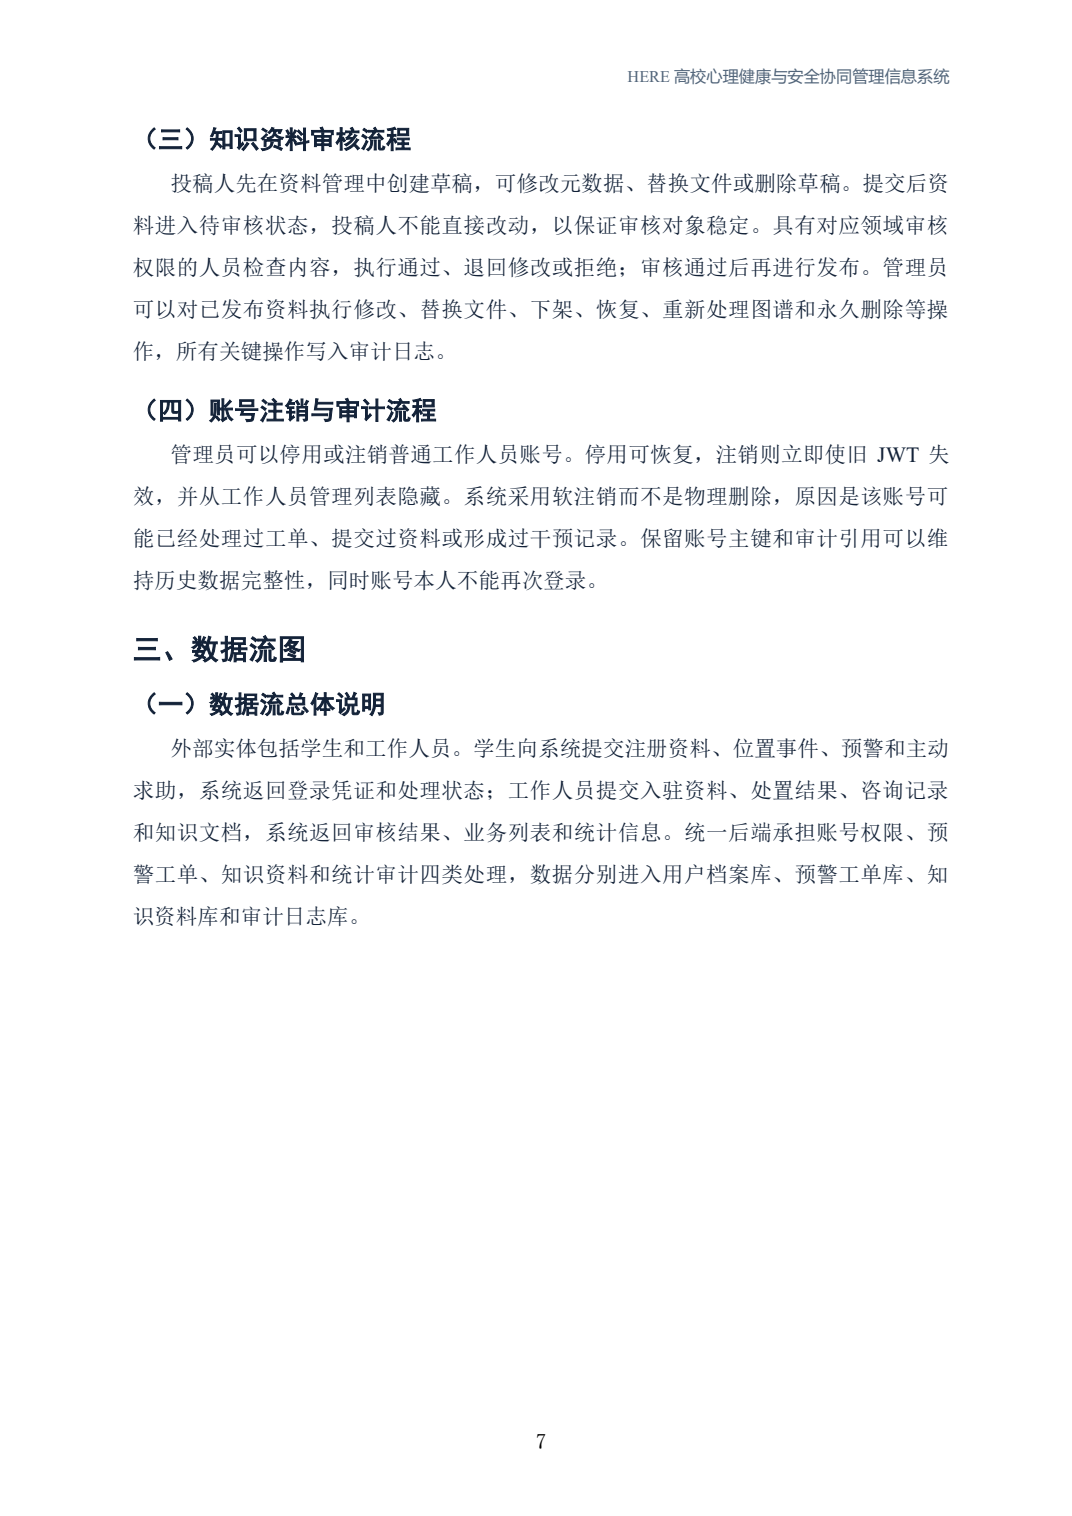 HERE 高校心理健康与安全协同管理信息系统
（三）知识资料审核流程
投稿人先在资料管理中创建草稿，可修改元数据、替换文件或删除草稿。提交后资
料进入待审核状态，投稿人不能直接改动，以保证审核对象稳定。具有对应领域审核
权限的人员检查内容，执行通过、退回修改或拒绝；审核通过后再进行发布。管理员
可以对已发布资料执行修改、替换文件、下架、恢复、重新处理图谱和永久删除等操
作，所有关键操作写入审计日志。
（四）账号注销与审计流程
管理员可以停用或注销普通工作人员账号。停用可恢复，注销则立即使旧 JWT 失
效，并从工作人员管理列表隐藏。系统采用软注销而不是物理删除，原因是该账号可
能已经处理过工单、提交过资料或形成过干预记录。保留账号主键和审计引用可以维
持历史数据完整性，同时账号本人不能再次登录。
三、数据流图
（一）数据流总体说明
外部实体包括学生和工作人员。学生向系统提交注册资料、位置事件、预警和主动
求助，系统返回登录凭证和处理状态；工作人员提交入驻资料、处置结果、咨询记录
和知识文档，系统返回审核结果、业务列表和统计信息。统一后端承担账号权限、预
警工单、知识资料和统计审计四类处理，数据分别进入用户档案库、预警工单库、知
识资料库和审计日志库。
7